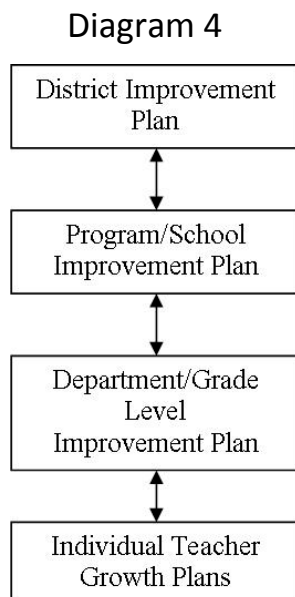 Diagram 4
District Improvement
Plan
Program/School
Improvement Plan
Department/Grade
Level
Improvement Plan
Individual Teacher
Growth Plans